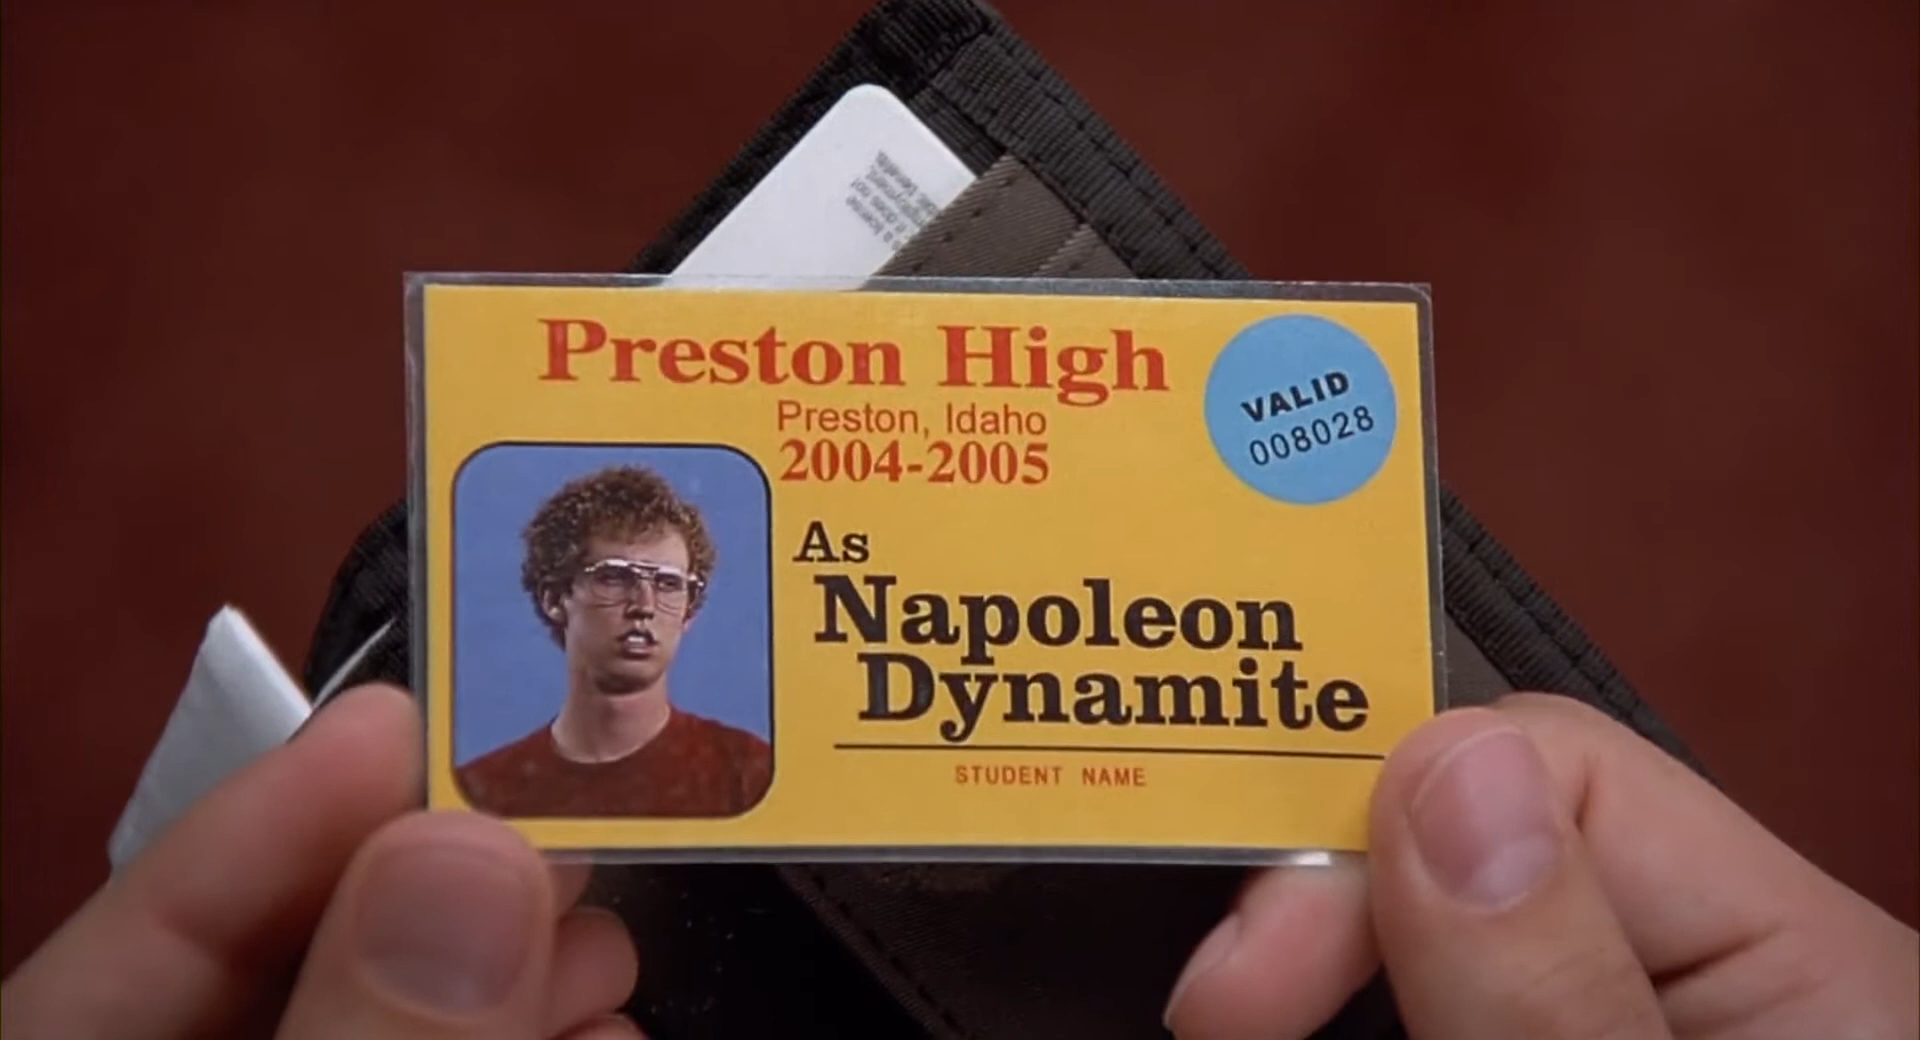 Preston High
Preston, Idaho
2004-2005
VALID
008028
As
Napoleon
Dynamite
STUDENT NAME